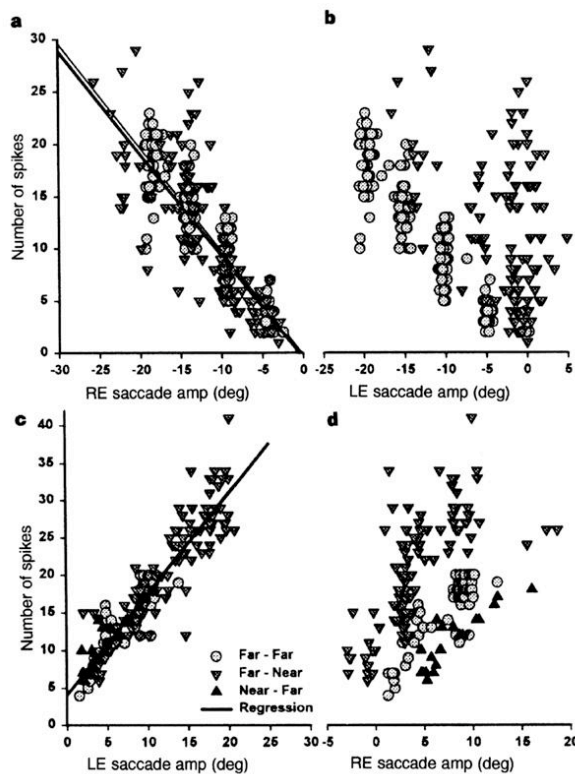 a
b
Number of spikes
30
25
20
15
10
5
0
-30 -25 -20 -15 -10 -5 0
RE saccade amp (deg)
-25 -20 -15 -10 -5 0 5
LE saccade amp (deg)
c
d
Number of spikes
40
35
30
25
20
15
10
5
0
Far - Far
Far - Near
Near - Far
Regression
0 10 20 30
LE saccade amp (deg)
-5 0 5 10 15 20
RE saccade amp (deg)